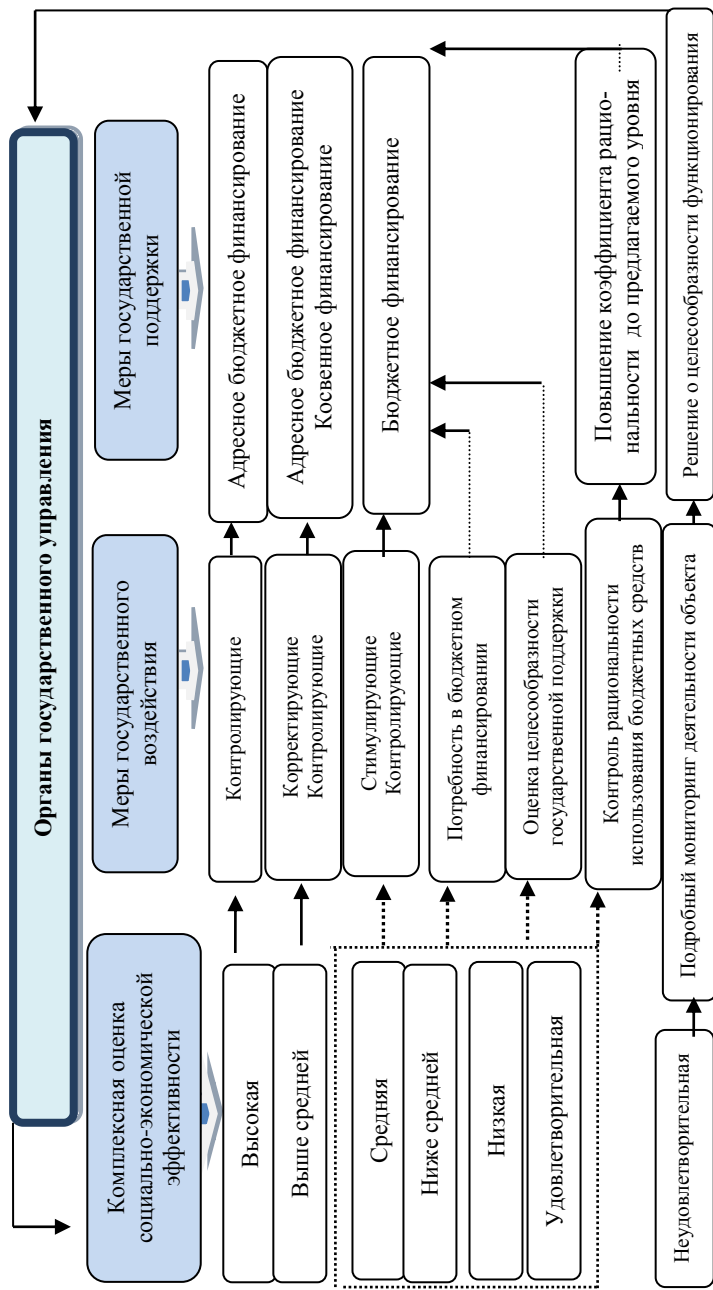 Органы государственного управления
Комплексная оценка
социально-экономической
эффективности
Меры государственного
воздействия
Меры государственной
поддержки
Высокая
Контролирующие
Адресное бюджетное финансирование
Выше средней
Корректирующие
Контролирующие
Адресное бюджетное финансирование
Косвенное финансирование
Средняя
Стимулирующие
Контролирующие
Бюджетное финансирование
Ниже средней
Потребность в бюджетном
финансировании
Низкая
Оценка целесообразности
государственной поддержки
Удовлетворительная
Контроль рациональности
использования бюджетных средств
Повышение коэффициента рацио-
нальности до предлагаемого уровня
Неудовлетворительная
Подробный мониторинг деятельности объекта
Решение о целесообразности функционирования